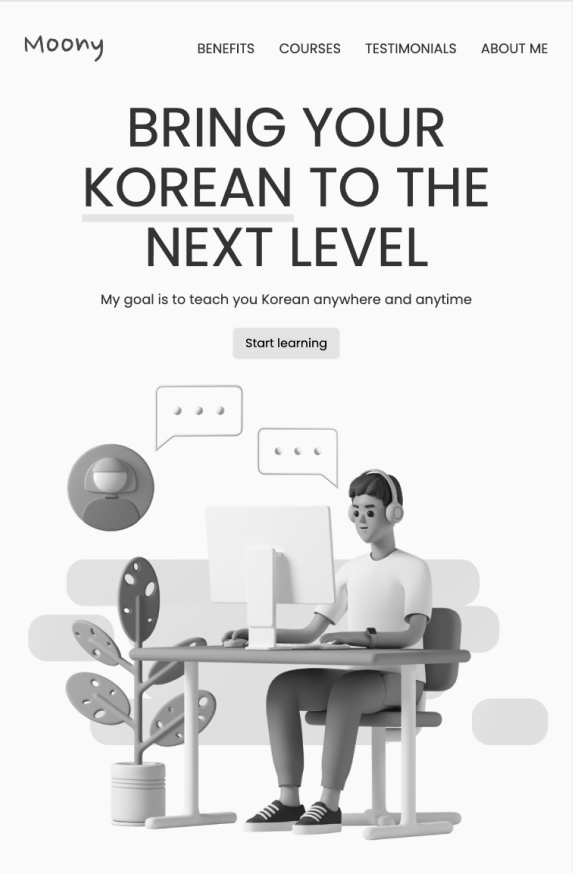 Moony
BENEFITS COURSES TESTIMONIALS ABOUT ME
BRING YOUR
KOREAN TO THE
NEXT LEVEL
My goal is to teach you Korean anywhere and anytime
Start learning